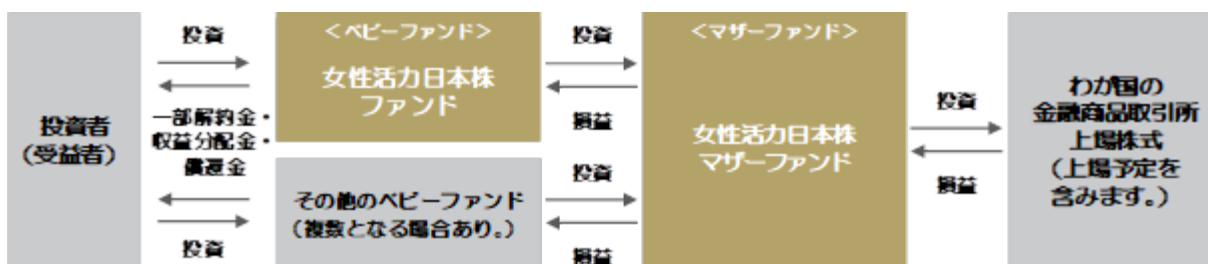 投資者
（受益者）
投資
一部解約金・
収益分配金・
償還金
投資
＜ベビーファンド＞
女性活力日本株
ファンド
その他のベビーファンド
（複数となる場合あり。）
投資
損益
投資
損益
＜マザーファンド＞
女性活力日本株
マザーファンド
投資
損益
わが国の
金融商品取引所
上場株式
（上場予定を
含みます。）